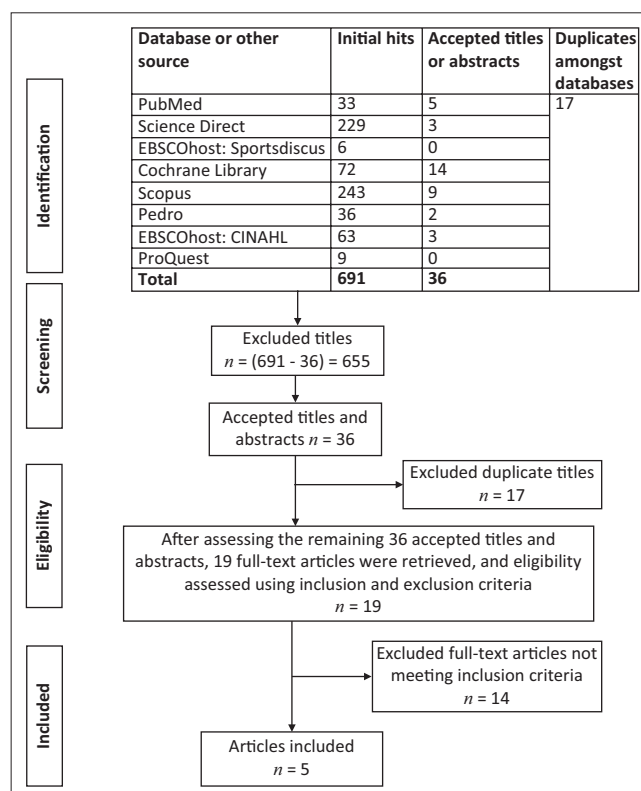 Identification
Database or other source
Initial hits
Accepted titles or abstracts
Duplicates amongst databases
PubMed 33 5 17
Science Direct 229 3
EBSCOhost: Sportsdiscus 6 0
Cochrane Library 72 14
Scopus 243 9
Pedro 36 2
EBSCOhost: CINAHL 63 3
ProQuest 9 0
Total 691 36
Screening
Excluded titles
n = (691 - 36) = 655
Accepted titles and
abstracts n = 36
Eligibility
Excluded duplicate titles
n = 17
After assessing the remaining 36 accepted titles and
abstracts, 19 full-text articles were retrieved, and eligibility
assessed using inclusion and exclusion criteria
n = 19
Included
Excluded full-text articles not
meeting inclusion criteria
n = 14
Articles included
n = 5